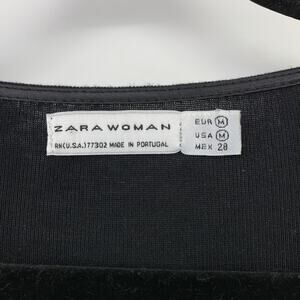 ZARA WOMAN
RN(U.S.A.)77302 MADE IN PORTUGAL
EUR M
USA M
MEX 28